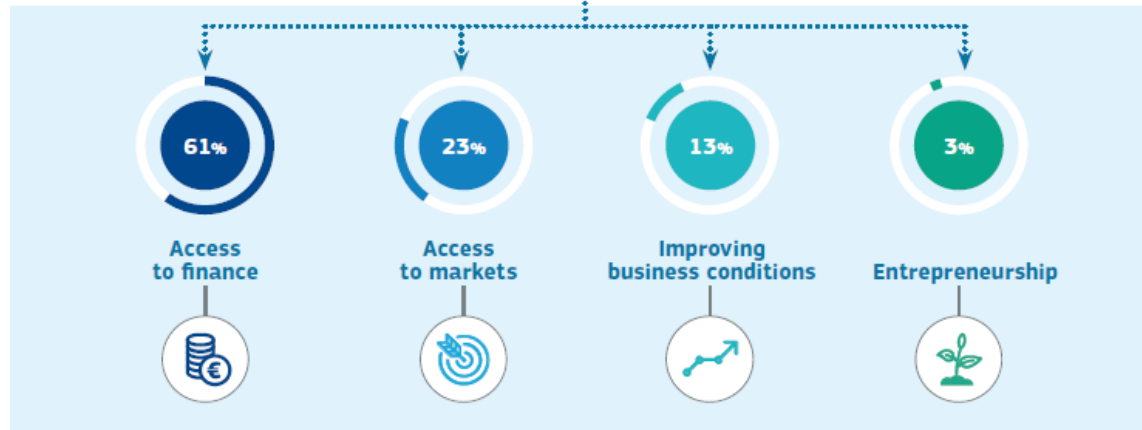 61%
23%
13%
3%
Access
to finance
Access
to markets
Improving
business conditions
Entrepreneurship
€